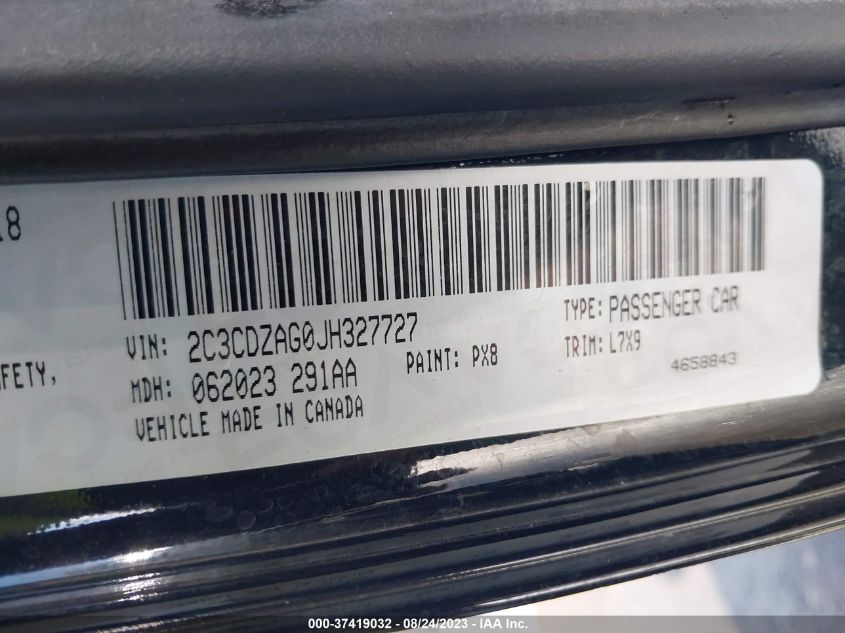 18
VIN: 2C3CDZAG0JH327727
TYPE: PASSENGER CAR
FETY,
MDH: 062023 291AA
PAINT: PX8
TRIM: L7X9
4658843
VEHICLE MADE IN CANADA
000-37419032 - 08/24/2023 - IAA Inc.